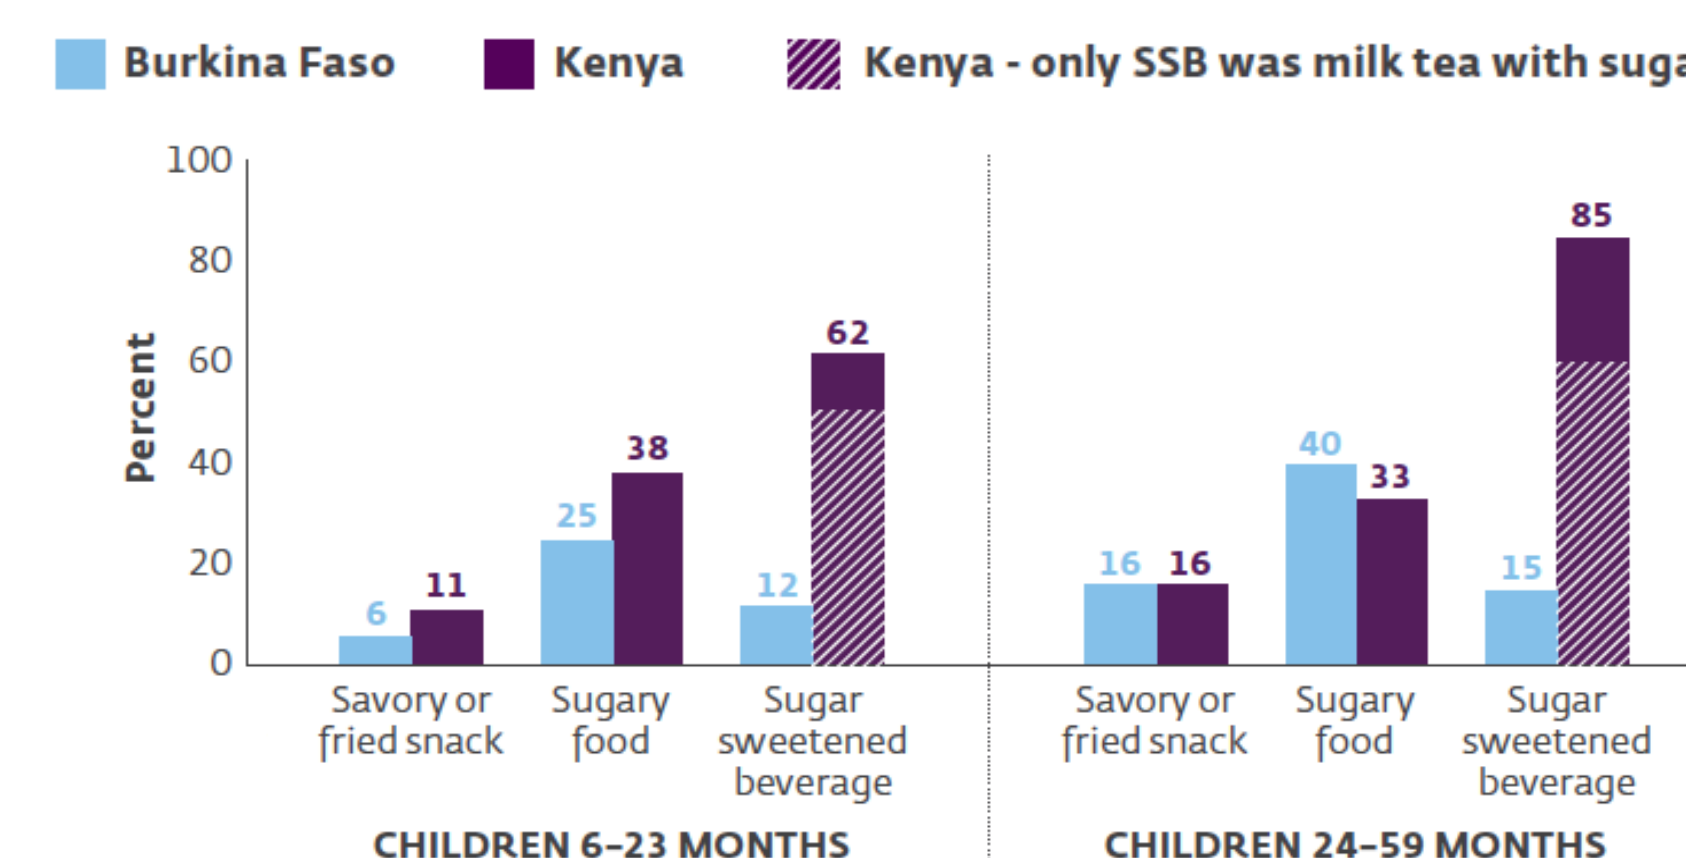 Burkina Faso
Kenya
Kenya - only SSB was milk tea with suga
Percent
100
80
60
40
20
0
6
11
25
38
12
62
16
16
40
33
15
85
Savory or
fried snack
Sugary
food
Sugar
sweetened
beverage
Savory or
fried snack
Sugary
food
Sugar
sweetened
beverage
CHILDREN 6–23 MONTHS
CHILDREN 24–59 MONTHS